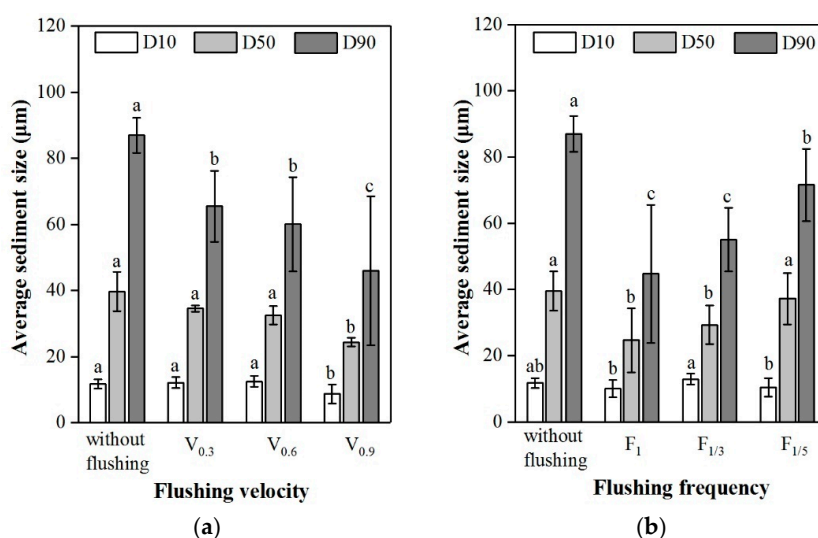 120
100
80
60
40
20
0
Average sediment size (μm)
D10 D50 D90
a
a
a
a
a
b
a
a
b
b
b
c
without
flushing
V0.3
V0.6
V0.9
Flushing velocity
(a)
120
100
80
60
40
20
0
Average sediment size (μm)
D10 D50 D90
ab
a
a
b
b
c
a
b
c
b
a
b
without
flushing
F1
F1/3
F1/5
Flushing frequency
(b)